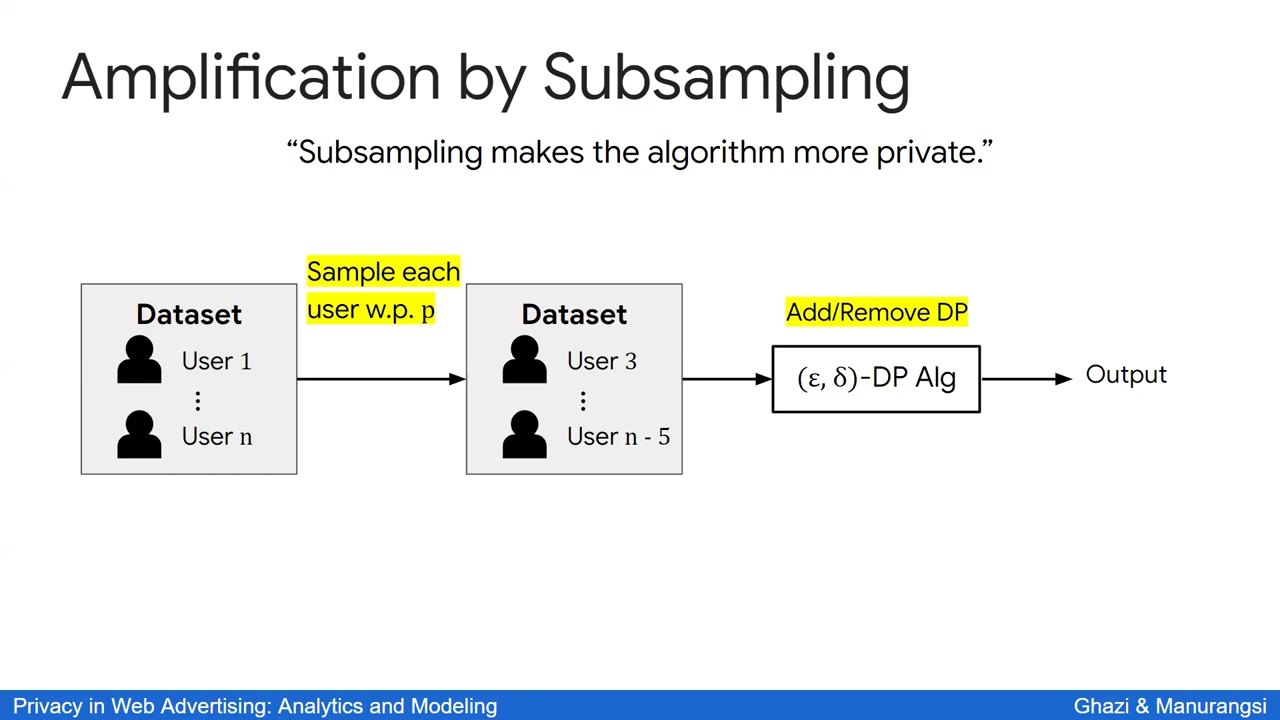 Amplification by Subsampling
“Subsampling makes the algorithm more private.”
Dataset
User 1
⋮
User n
Sample each
user w.p. p
Dataset
User 3
⋮
User n - 5
Add/Remove DP
(ε, δ)-DP Alg
Output
Privacy in Web Advertising: Analytics and Modeling
Ghazi & Manurangsi